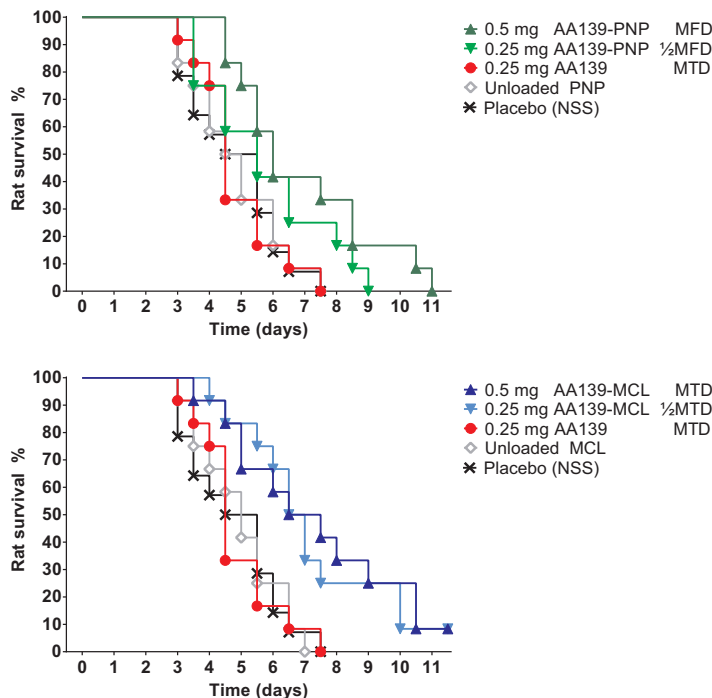 100
90
80
70
60
50
40
30
20
10
0
Rat survival %
0 1 2 3 4 5 6 7 8 9 10 11
Time (days)
0.5 mg AA139-PNP MFD
0.25 mg AA139-PNP ½MFD
0.25 mg AA139 MTD
Unloaded PNP
Placebo (NSS)
100
90
80
70
60
50
40
30
20
10
0
Rat survival %
0 1 2 3 4 5 6 7 8 9 10 11
Time (days)
0.5 mg AA139-MCL MTD
0.25 mg AA139-MCL ½MTD
0.25 mg AA139 MTD
Unloaded MCL
Placebo (NSS)